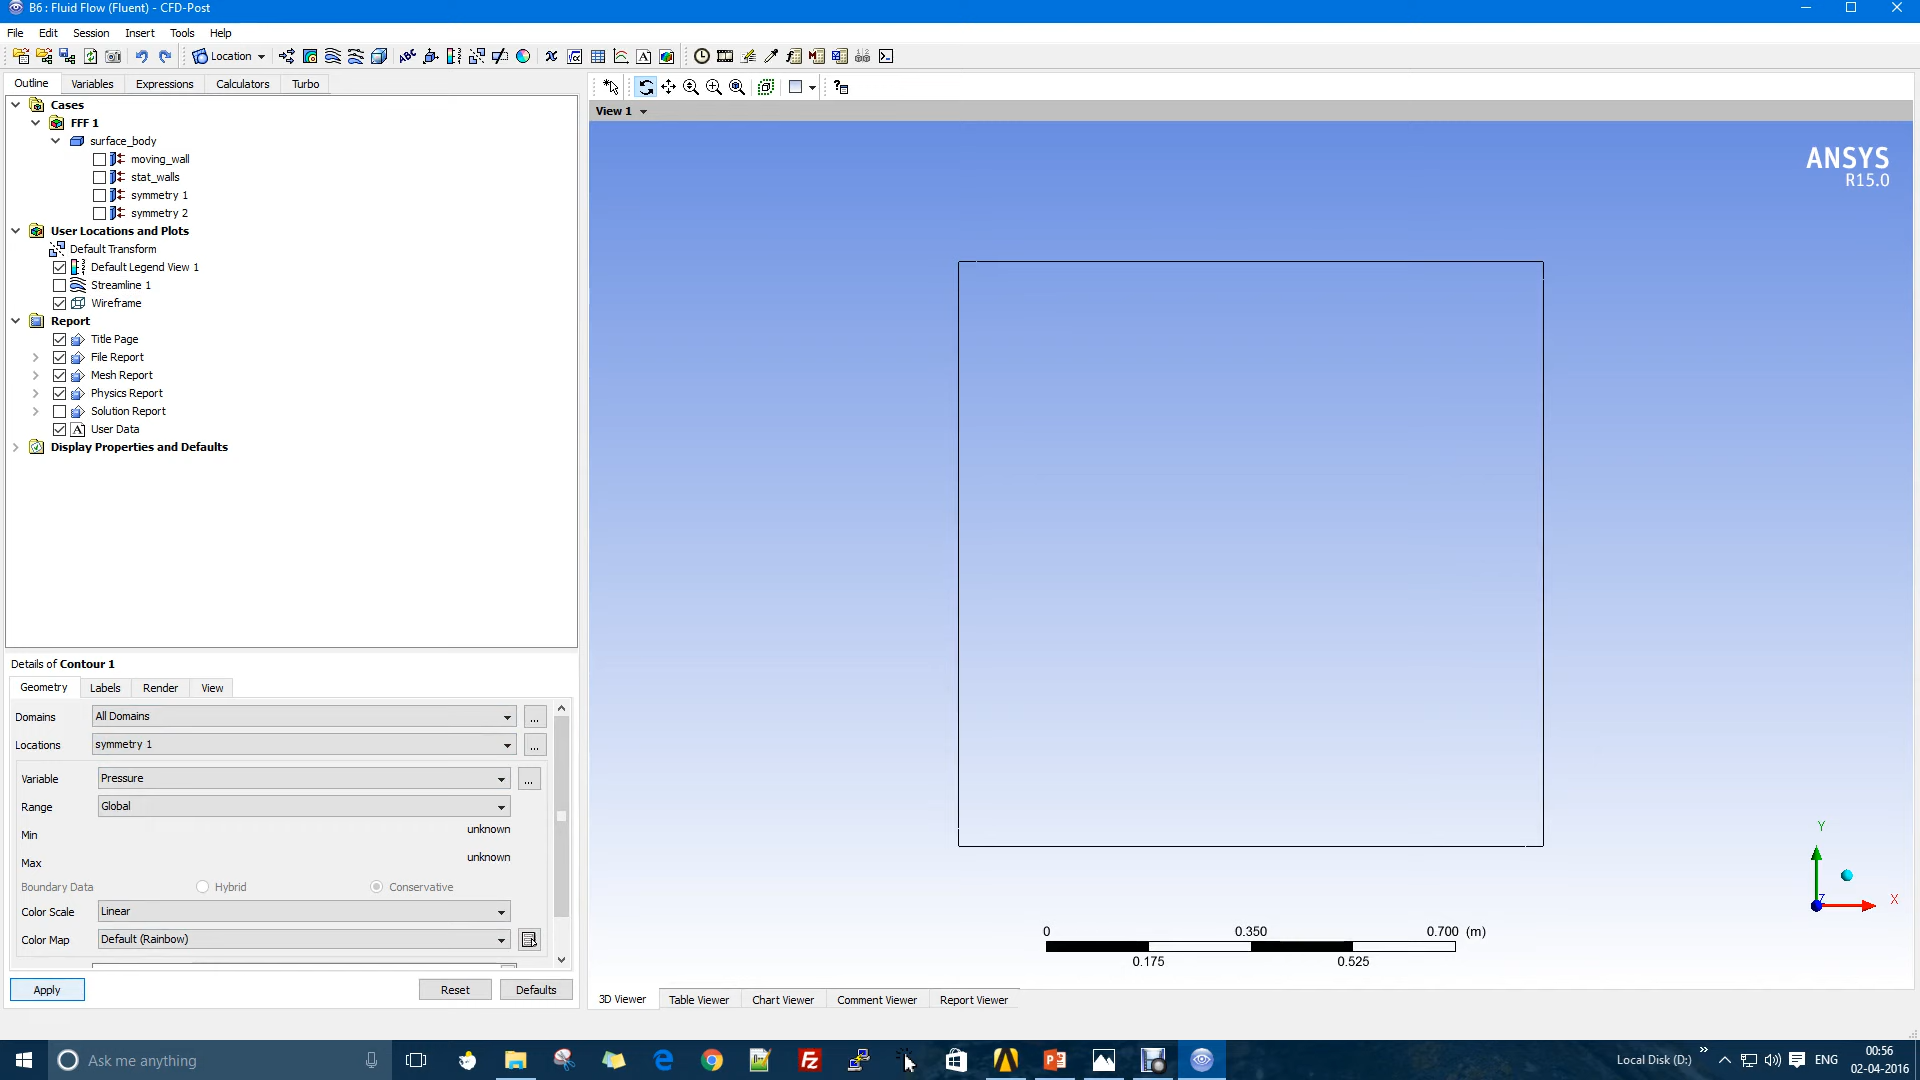 B6 : Fluid Flow (Fluent) - CFD-Post
File Edit Session Insert Tools Help
Location
Outline Variables Expressions Calculators Turbo
View 1
Cases
FFF 1
surface_body
moving_wall
stat_walls
symmetry 1
symmetry 2
User Locations and Plots
Default Transform
Default Legend View 1
Streamline 1
Wireframe
Report
Title Page
File Report
Mesh Report
Physics Report
Solution Report
User Data
Display Properties and Defaults
ANSYS
R15.0
Details of Contour 1
Geometry Labels Render View
Domains All Domains ...
Locations symmetry 1 ...
Variable Pressure ...
Range Global
Min unknown
Max unknown
Boundary Data Hybrid Conservative
Color Scale Linear
Color Map Default (Rainbow)
Apply Reset Defaults
Y
Z X
0 0.350 0.700 (m)
0.175 0.525
3D Viewer Table Viewer Chart Viewer Comment Viewer Report Viewer
Ask me anything
Local Disk (D:) » ENG
00:56
02-04-2016